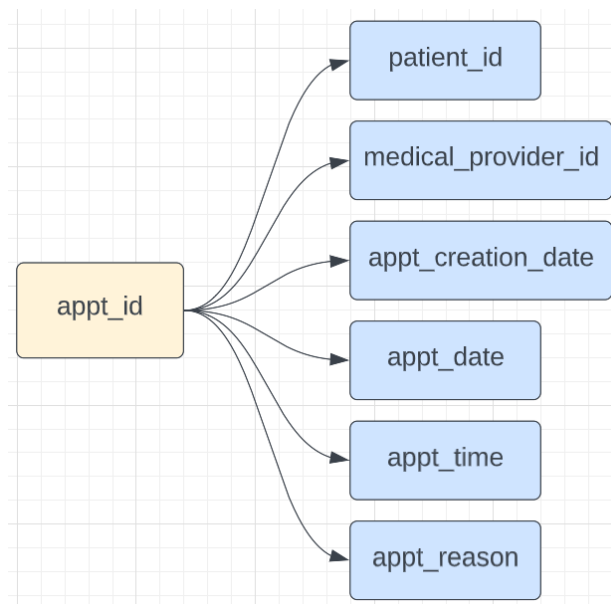 patient_id
medical_provider_id
appt_creation_date
appt_id
appt_date
appt_time
appt_reason